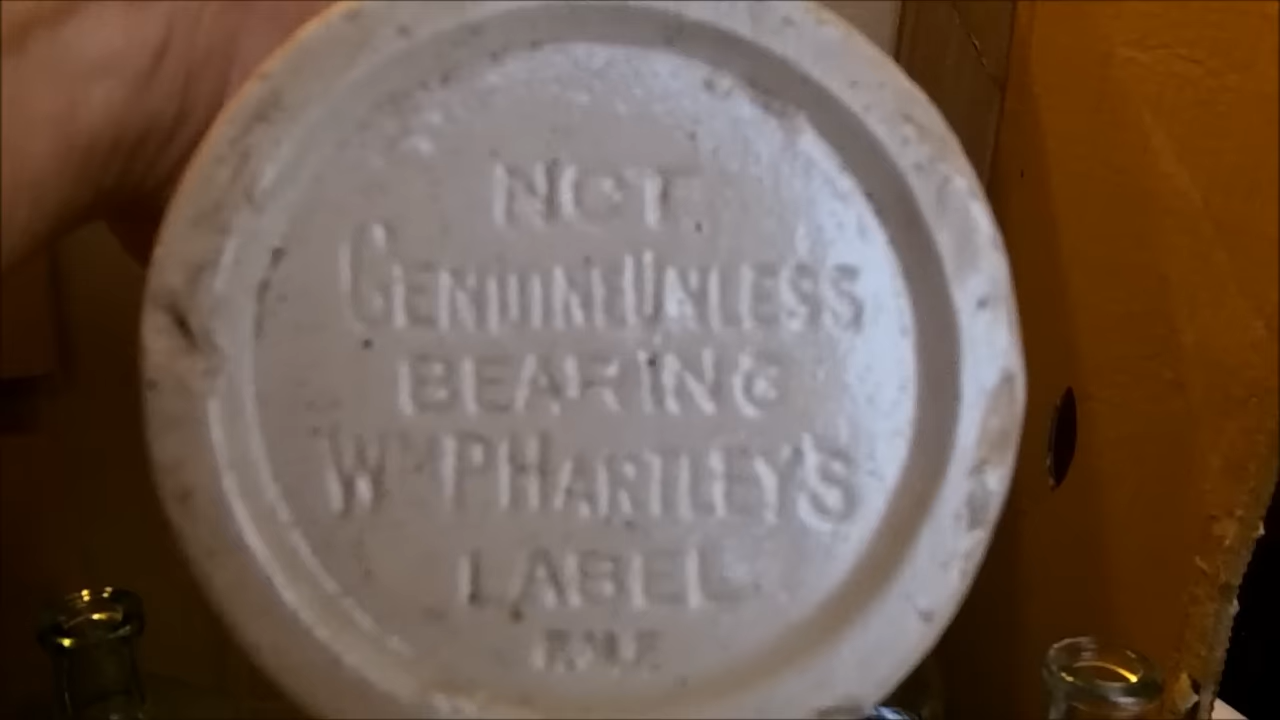 NOT
GENUINE UNLESS
BEARING
WM P HARTLEY'S
LABEL